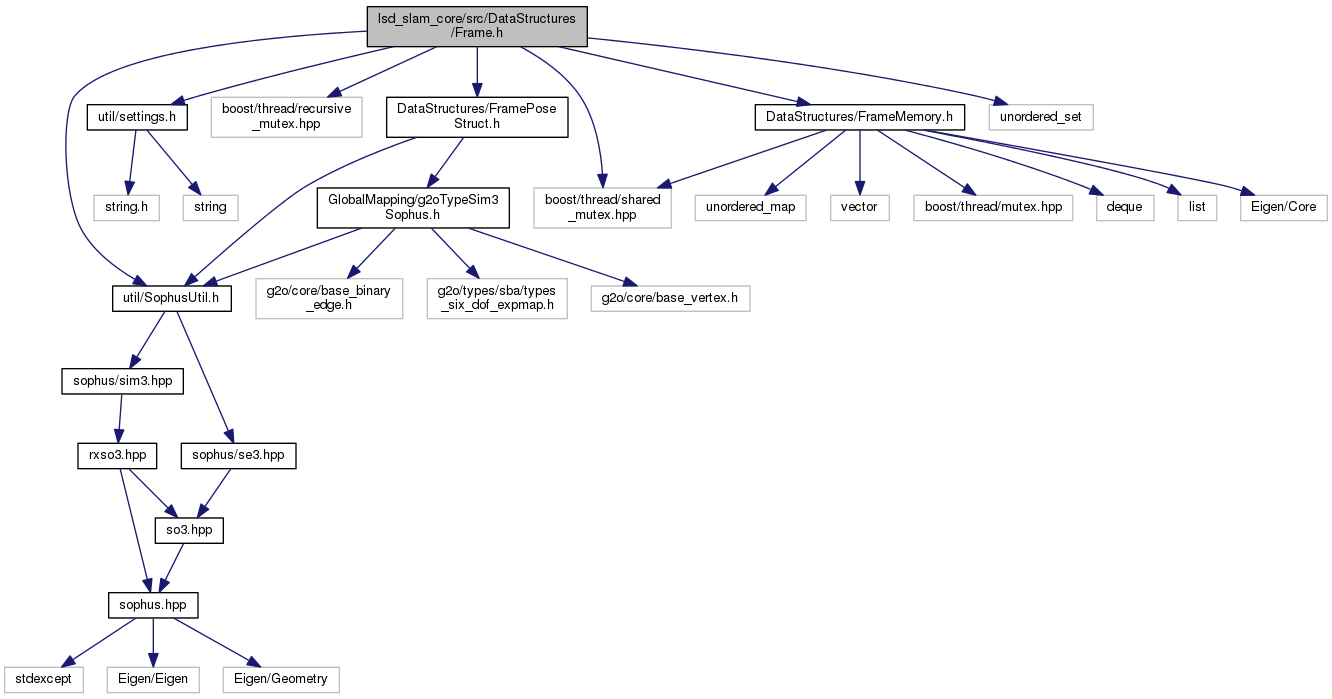 lsd_slam_core/src/DataStructures
/Frame.h
util/settings.h
boost/thread/recursive
_mutex.hpp
DataStructures/FramePose
Struct.h
DataStructures/FrameMemory.h
unordered_set
string.h
string
GlobalMapping/g2oTypeSim3
Sophus.h
boost/thread/shared
_mutex.hpp
unordered_map
vector
boost/thread/mutex.hpp
deque
list
Eigen/Core
util/SophusUtil.h
g2o/core/base_binary
_edge.h
g2o/types/sba/types
_six_dof_expmap.h
g2o/core/base_vertex.h
sophus/sim3.hpp
rxso3.hpp
sophus/se3.hpp
so3.hpp
sophus.hpp
stdexcept
Eigen/Eigen
Eigen/Geometry